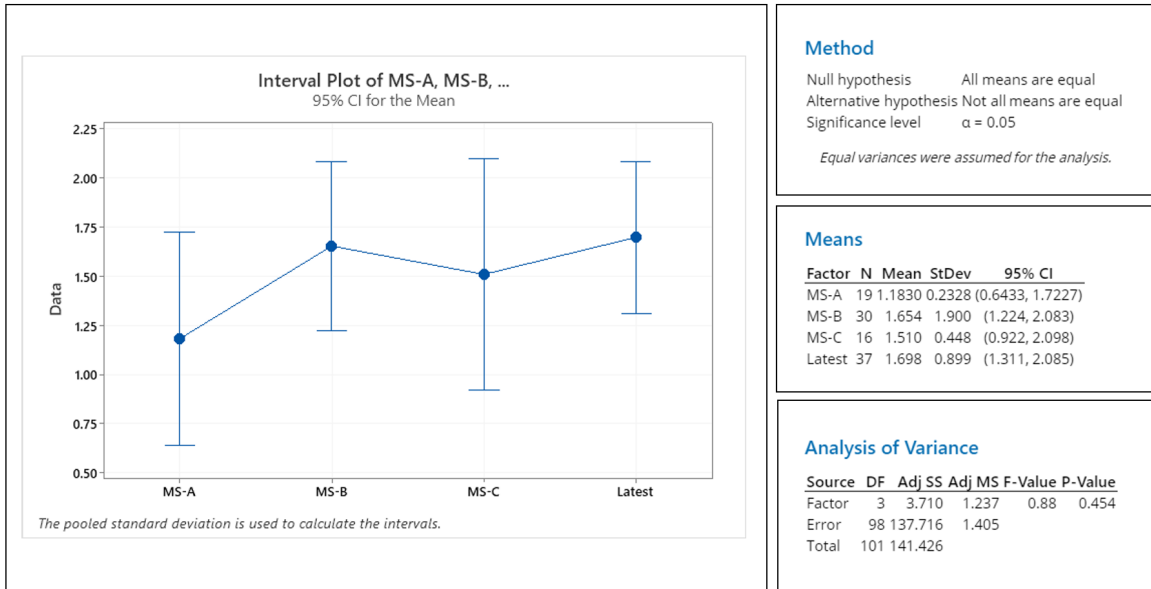 Interval Plot of MS-A, MS-B, ...
95% CI for the Mean
2.25
2.00
1.75
1.50
1.25
1.00
0.75
0.50
Data
MS-A MS-B MS-C Latest
The pooled standard deviation is used to calculate the intervals.
Method
Null hypothesis All means are equal
Alternative hypothesis Not all means are equal
Significance level α = 0.05
Equal variances were assumed for the analysis.
Means
Factor N Mean StDev 95% CI
MS-A 19 1.1830 0.2328 (0.6433, 1.7227)
MS-B 30 1.654 1.900 (1.224, 2.083)
MS-C 16 1.510 0.448 (0.922, 2.098)
Latest 37 1.698 0.899 (1.311, 2.085)
Analysis of Variance
Source DF Adj SS Adj MS F-Value P-Value
Factor 3 3.710 1.237 0.88 0.454
Error 98 137.716 1.405
Total 101 141.426